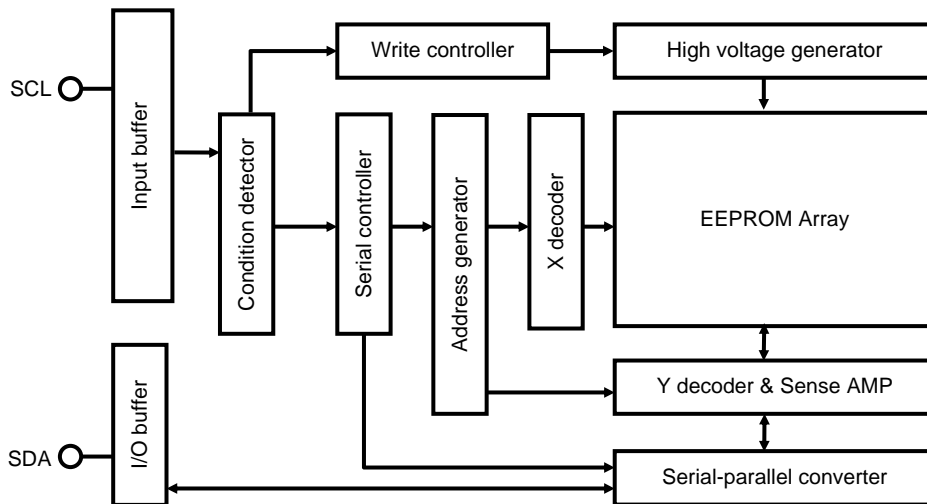 Write controller
High voltage generator
SCL
Input buffer
Condition detector
Serial controller
Address generator
X decoder
EEPROM Array
Y decoder & Sense AMP
SDA
I/O buffer
Serial-parallel converter